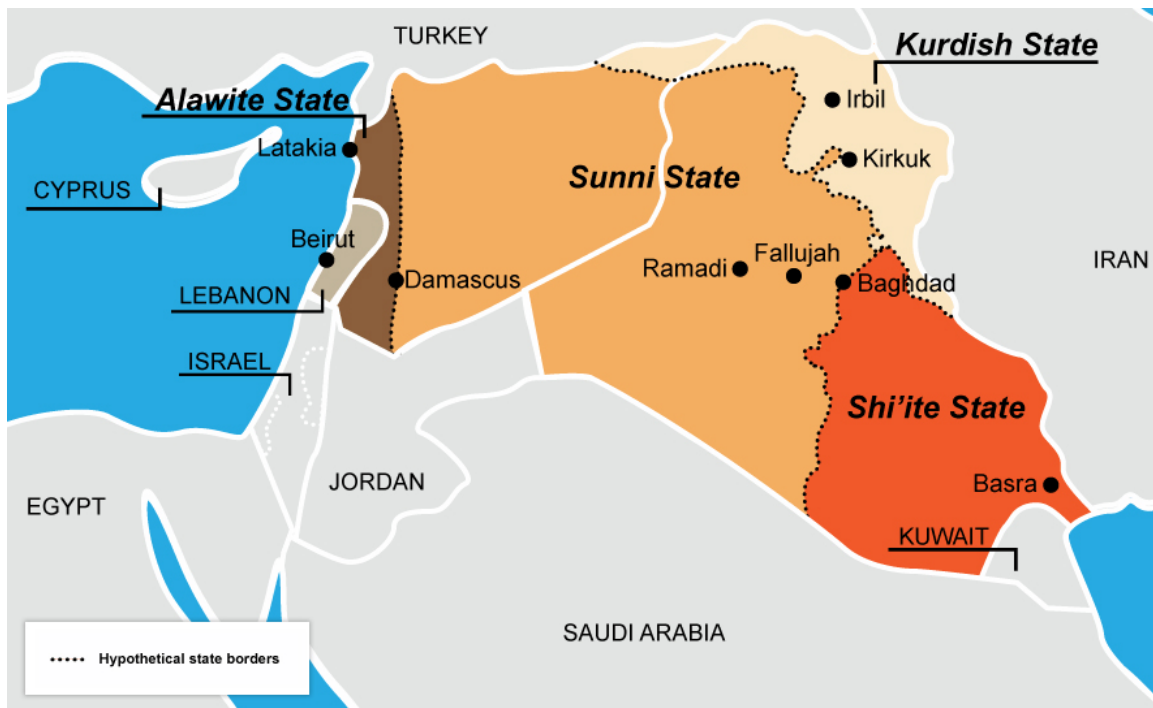 TURKEY
Kurdish State
Alawite State
Irbil
Latakia
Kirkuk
CYPRUS
Sunni State
Beirut
Ramadi
Fallujah
IRAN
Damascus
Baghdad
LEBANON
ISRAEL
Shi’ite State
JORDAN
Basra
EGYPT
KUWAIT
SAUDI ARABIA
Hypothetical state borders